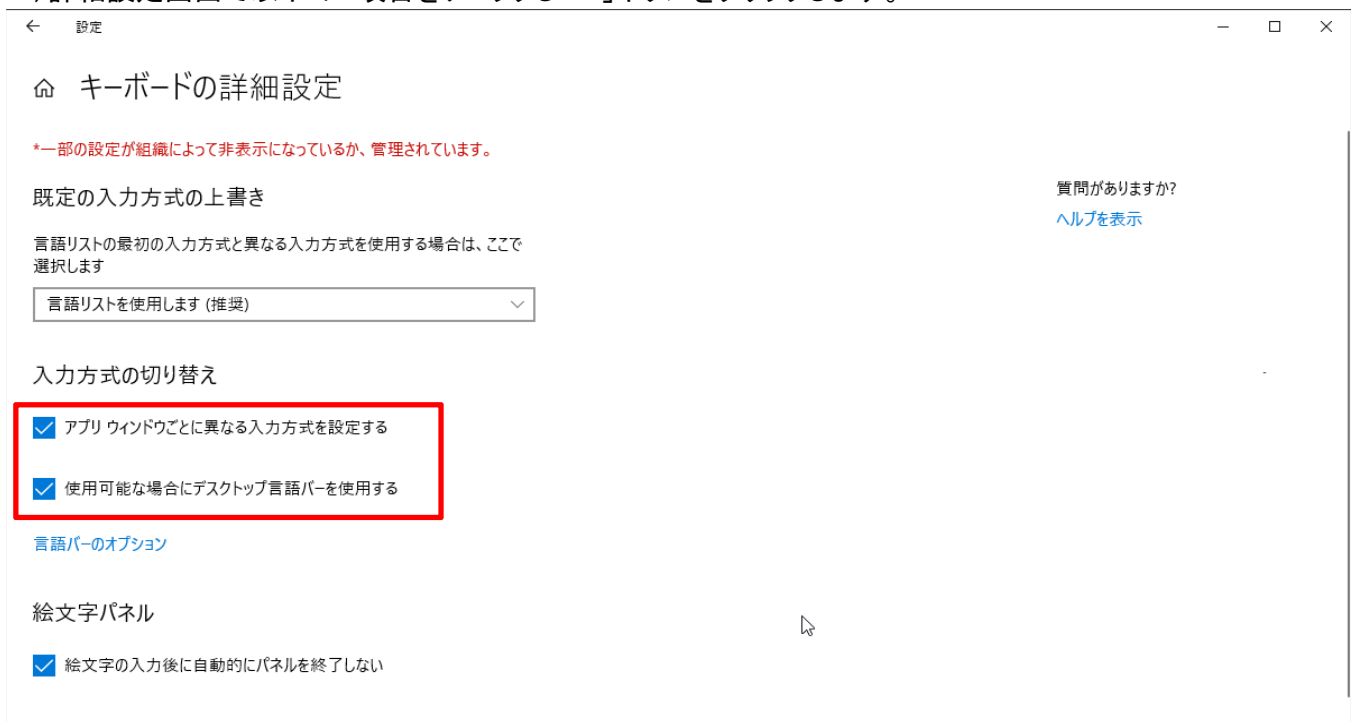 設定
キーボードの詳細設定
*一部の設定が組織によって非表示になっているか、管理されています。
既定の入力方式の上書き
質問がありますか?
ヘルプを表示
言語リストの最初の入力方式と異なる入力方式を使用する場合は、ここで
選択します
言語リストを使用します (推奨)
入力方式の切り替え
アプリ ウィンドウごとに異なる入力方式を設定する
使用可能な場合にデスクトップ言語バーを使用する
言語バーのオプション
絵文字パネル
絵文字の入力後に自動的にパネルを終了しない